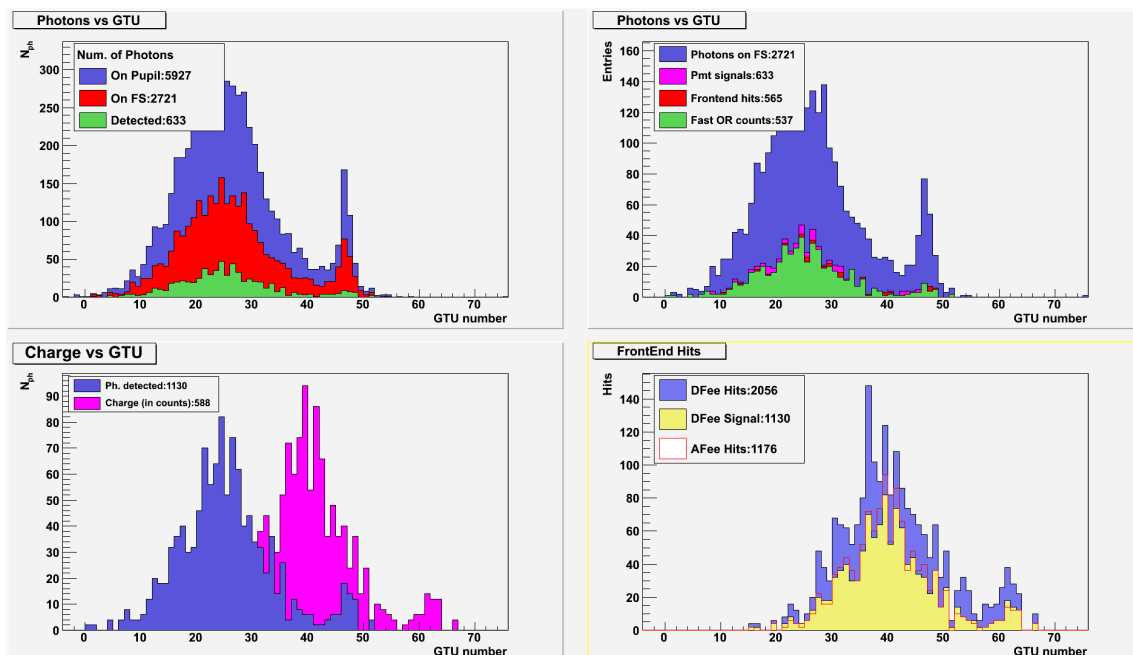 Photons vs GTU
N_ph
Num. of Photons
On Pupil:5927
On FS:2721
Detected:633
300
250
200
150
100
50
0
0 10 20 30 40 50 60 70
GTU number
Photons vs GTU
Entries
Photons on FS:2721
Pmt signals:633
Frontend hits:565
Fast OR counts:537
160
140
120
100
80
60
40
20
0
0 10 20 30 40 50 60 70
GTU number
Charge vs GTU
N_ph
Ph. detected:1130
Charge (in counts):588
90
80
70
60
50
40
30
20
10
0
0 10 20 30 40 50 60 70
GTU number
FrontEnd Hits
Hits
DFee Hits:2056
DFee Signal:1130
AFee Hits:1176
140
120
100
80
60
40
20
0
0 10 20 30 40 50 60 70
GTU number